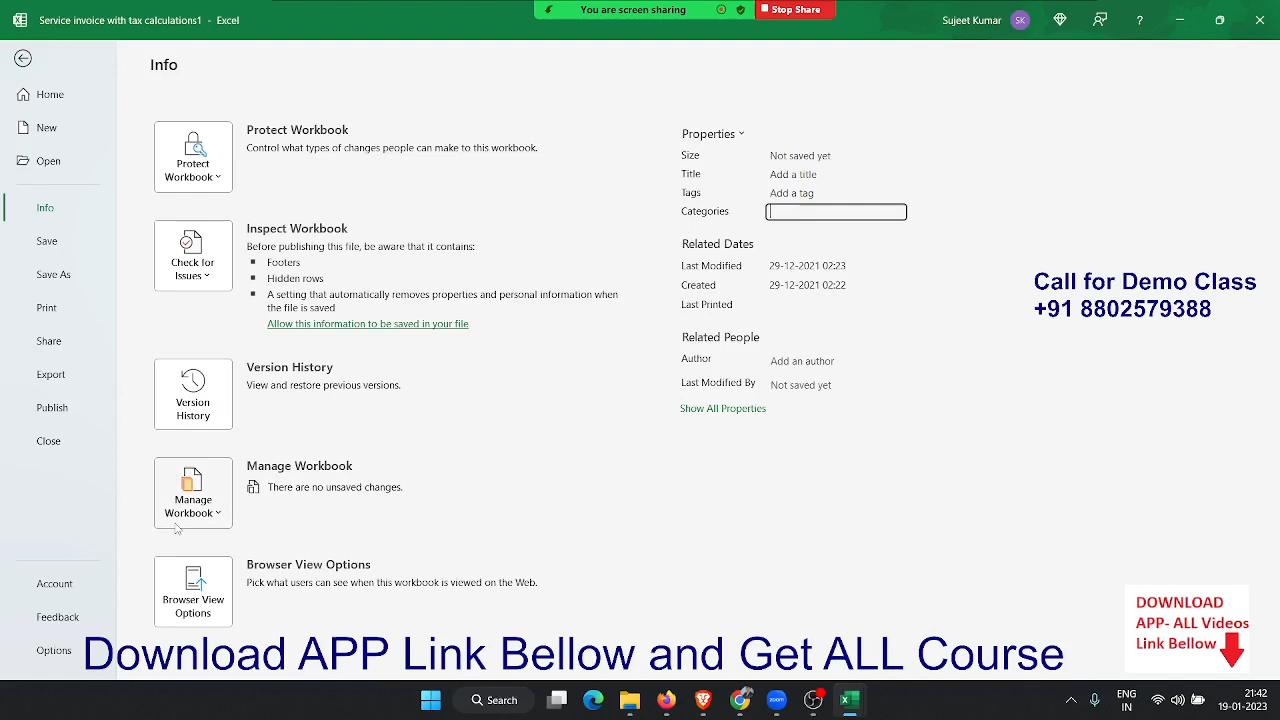 Service invoice with tax calculations1 - Excel
You are screen sharing
Stop Share
Sujeet Kumar
SK
?
Info
Home
New
Open
Info
Save
Save As
Print
Share
Export
Publish
Close
Account
Feedback
Options
Protect Workbook
Protect Workbook
Control what types of changes people can make to this workbook.
Check for Issues
Inspect Workbook
Before publishing this file, be aware that it contains:
Footers
Hidden rows
A setting that automatically removes properties and personal information when
the file is saved
Allow this information to be saved in your file
Version History
Version History
View and restore previous versions.
Manage Workbook
Manage Workbook
There are no unsaved changes.
Browser View Options
Browser View Options
Pick what users can see when this workbook is viewed on the Web.
Properties
Size Not saved yet
Title Add a title
Tags Add a tag
Categories
Related Dates
Last Modified 29-12-2021 02:23
Created 29-12-2021 02:22
Last Printed
Related People
Author Add an author
Last Modified By Not saved yet
Show All Properties
Call for Demo Class
+91 8802579388
DOWNLOAD
APP- ALL Videos
Link Bellow
Download APP Link Bellow and Get ALL Course
Search
zoom
ENG
IN
21:42
19-01-2023